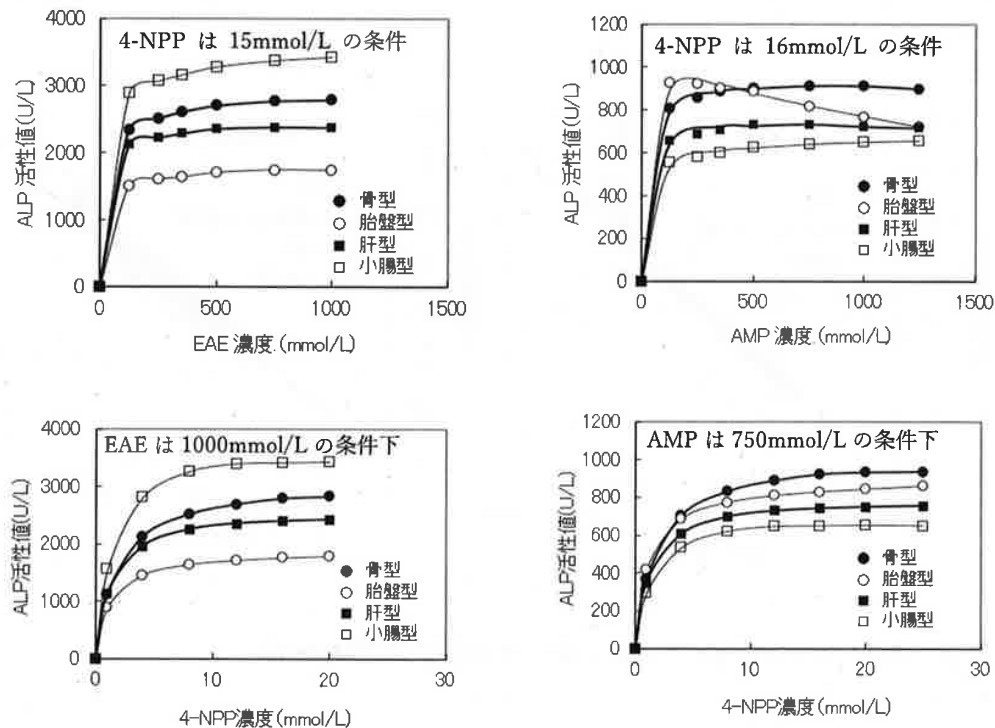 4-NPP は 15mmol/L の条件
4000
3000
2000
1000
0
ALP 活性値(U/L)
骨型
胎盤型
肝型
小腸型
0
500
1000
1500
EAE 濃度.(mmol/L)
4-NPP は 16mmol/L の条件
1200
1000
800
600
400
200
0
ALP 活性値(U/L)
骨型
胎盤型
肝型
小腸型
0
500
1000
1500
AMP 濃度.(mmol/L)
EAE は 1000mmol/L の条件下
4000
3000
2000
1000
0
ALP活性値(U/L)
骨型
胎盤型
肝型
小腸型
0
10
20
30
4-NPP濃度(mmol/L)
AMP は 750mmol/L の条件下
1200
1000
800
600
400
200
0
ALP活性値(U/L)
骨型
胎盤型
肝型
小腸型
0
10
20
30
4-NPP濃度(mmol/L)